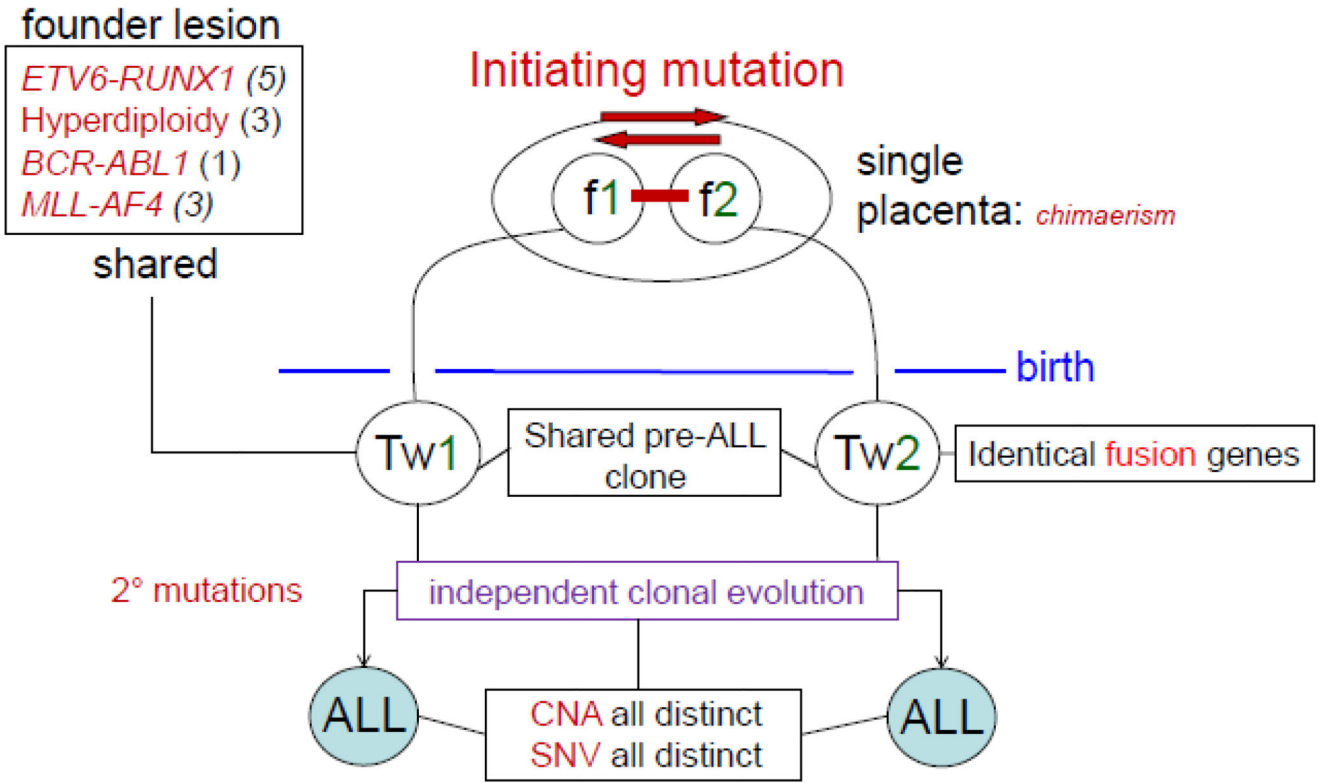 founder lesion
ETV6-RUNX1 (5)
Hyperdiploidy (3)
BCR-ABL1 (1)
MLL-AF4 (3)
shared
Initiating mutation
f1
f2
single
placenta: chimaerism
birth
Tw1
Shared pre-ALL
clone
Tw2
Identical fusion genes
2° mutations
independent clonal evolution
ALL
CNA all distinct
SNV all distinct
ALL